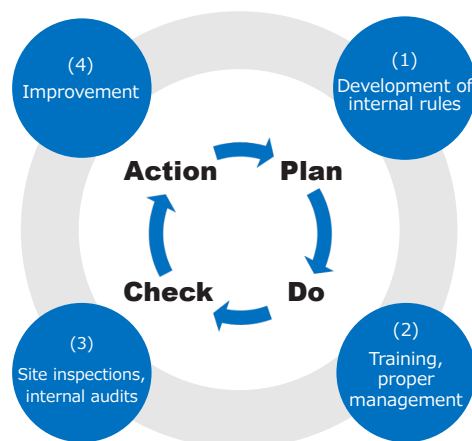 (4)
Improvement
(1)
Development of
internal rules
Action
Plan
Check
Do
(3)
Site inspections,
internal audits
(2)
Training,
proper
management